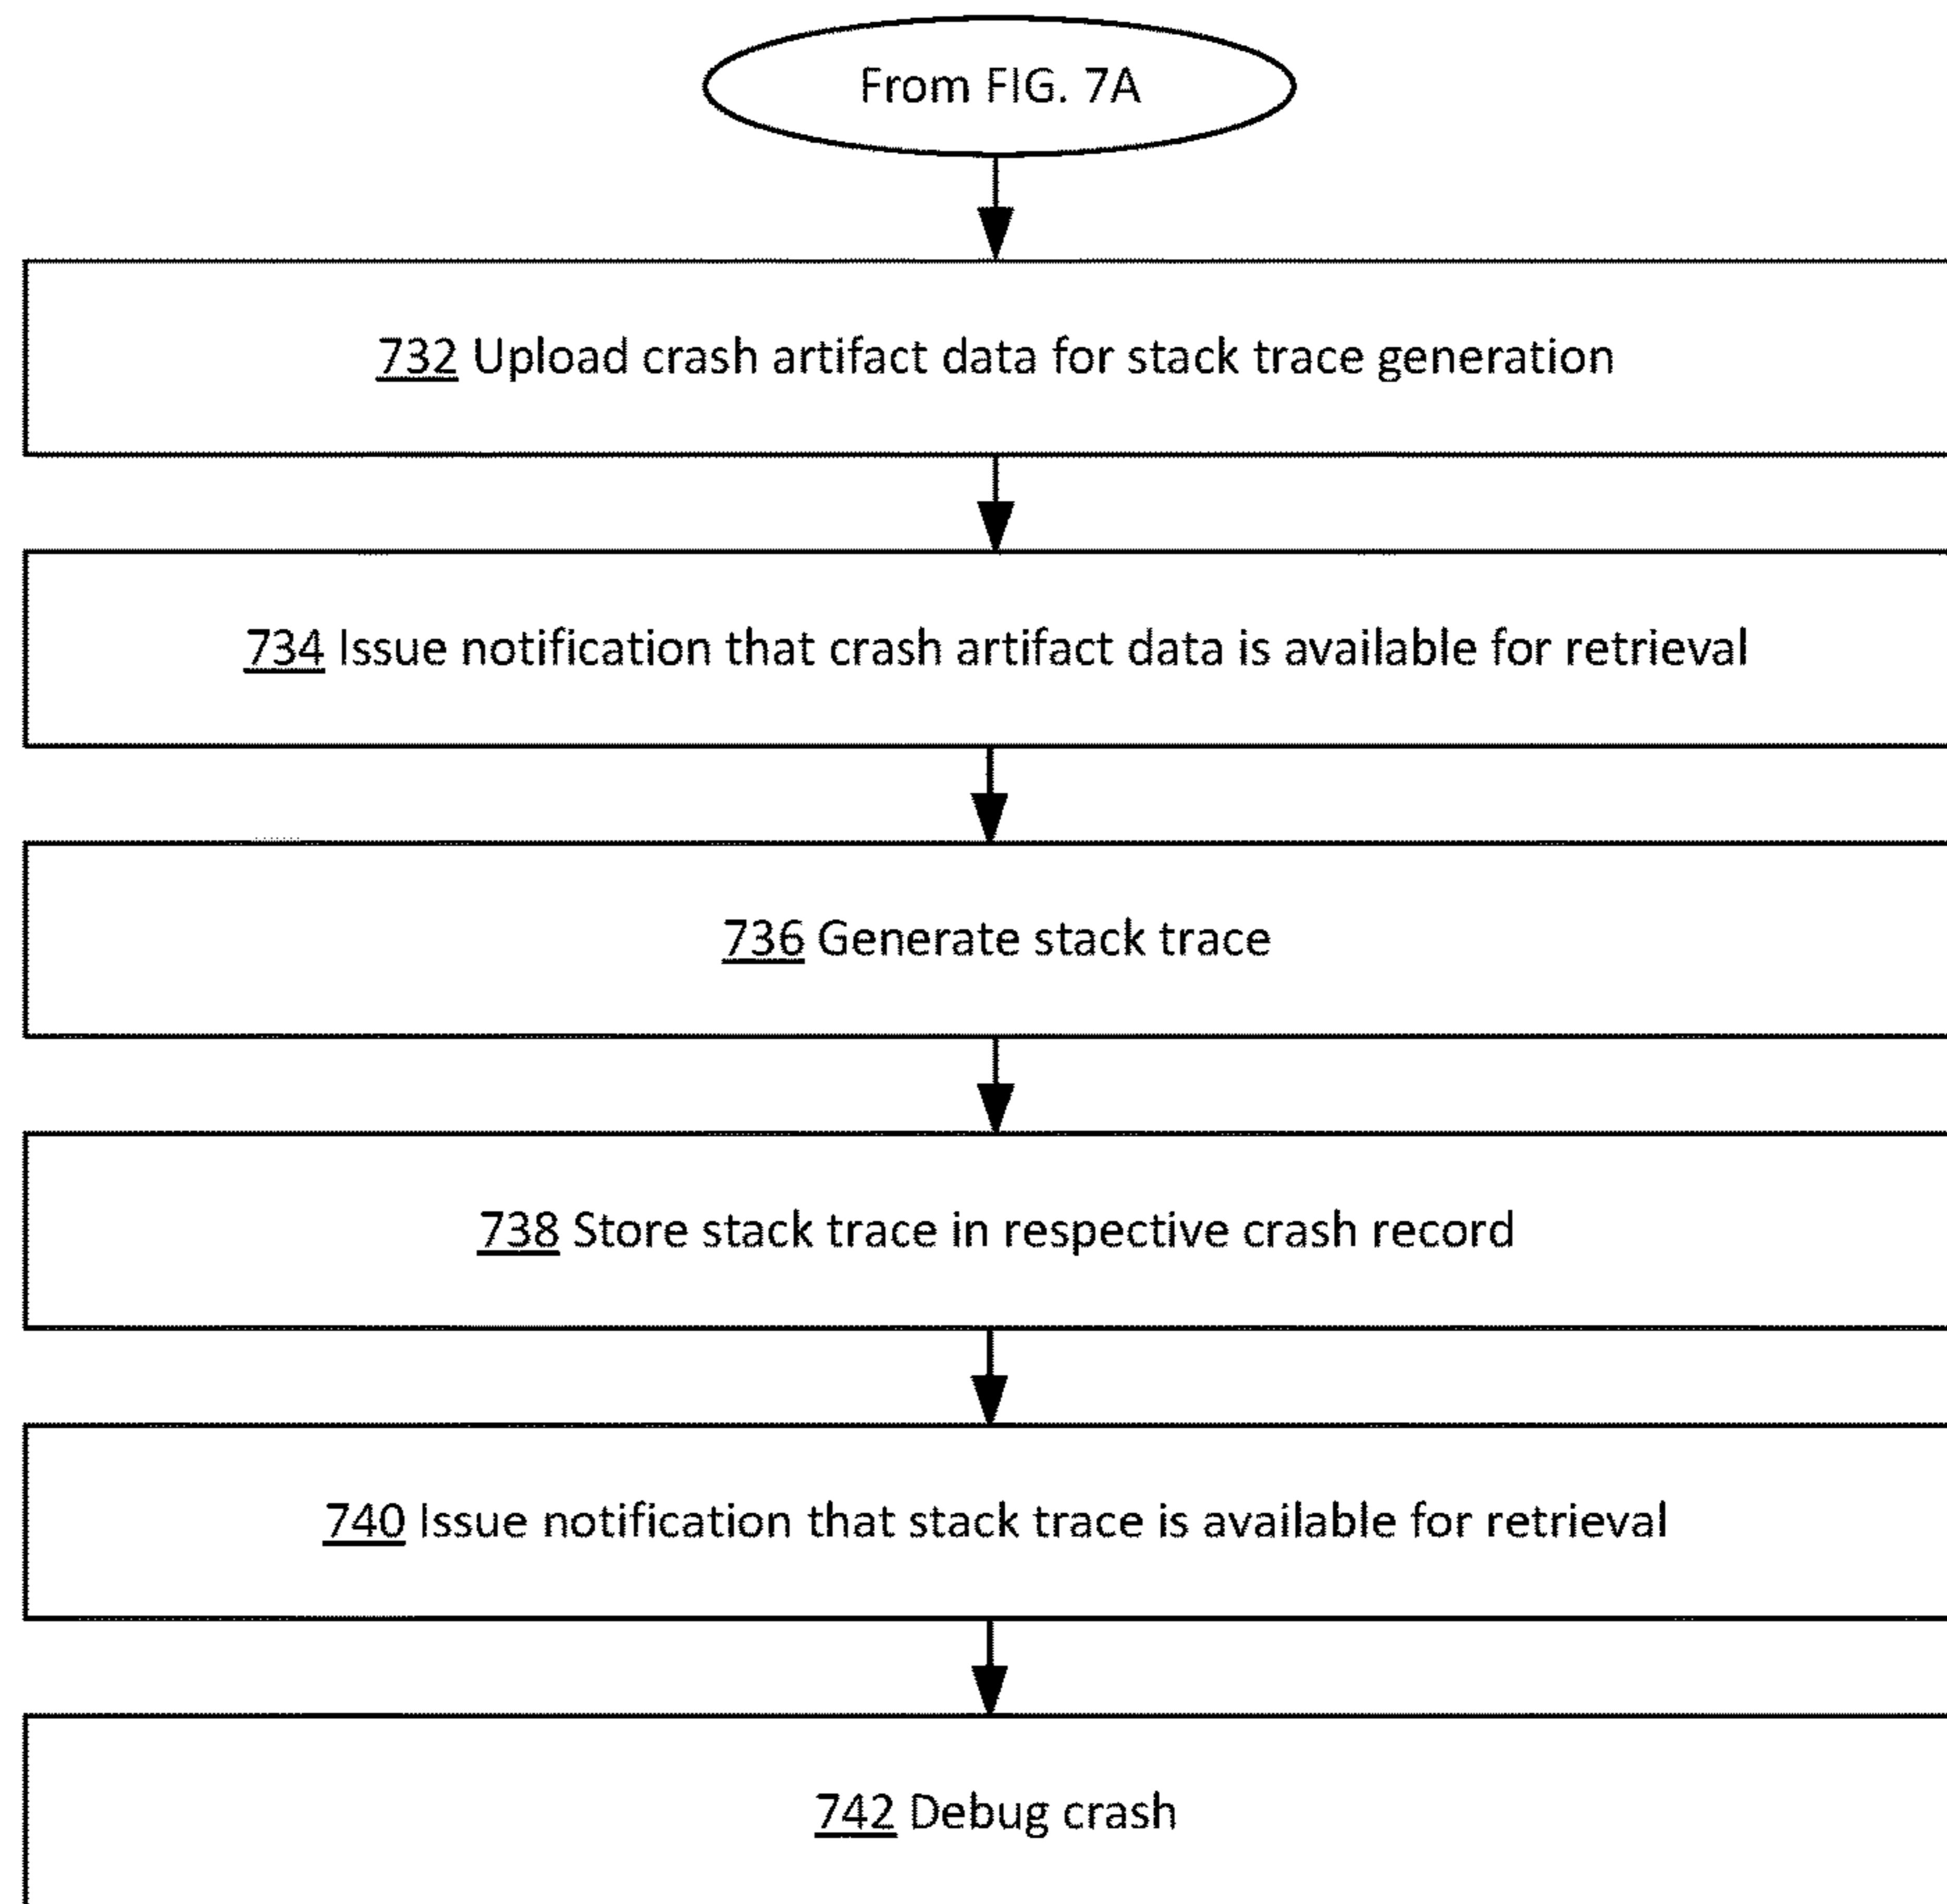 From FIG. 7A
732 Upload crash artifact data for stack trace generation
734 Issue notification that crash artifact data is available for retrieval
736 Generate stack trace
738 Store stack trace in respective crash record
740 Issue notification that stack trace is available for retrieval
742 Debug crash